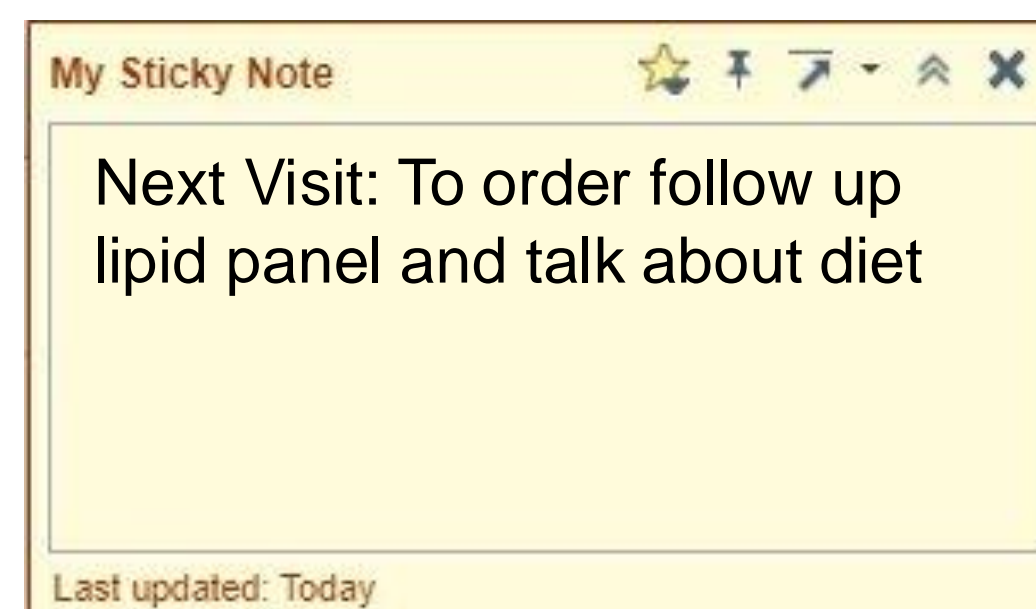 My Sticky Note
Next Visit: To order follow up
lipid panel and talk about diet
Last updated: Today